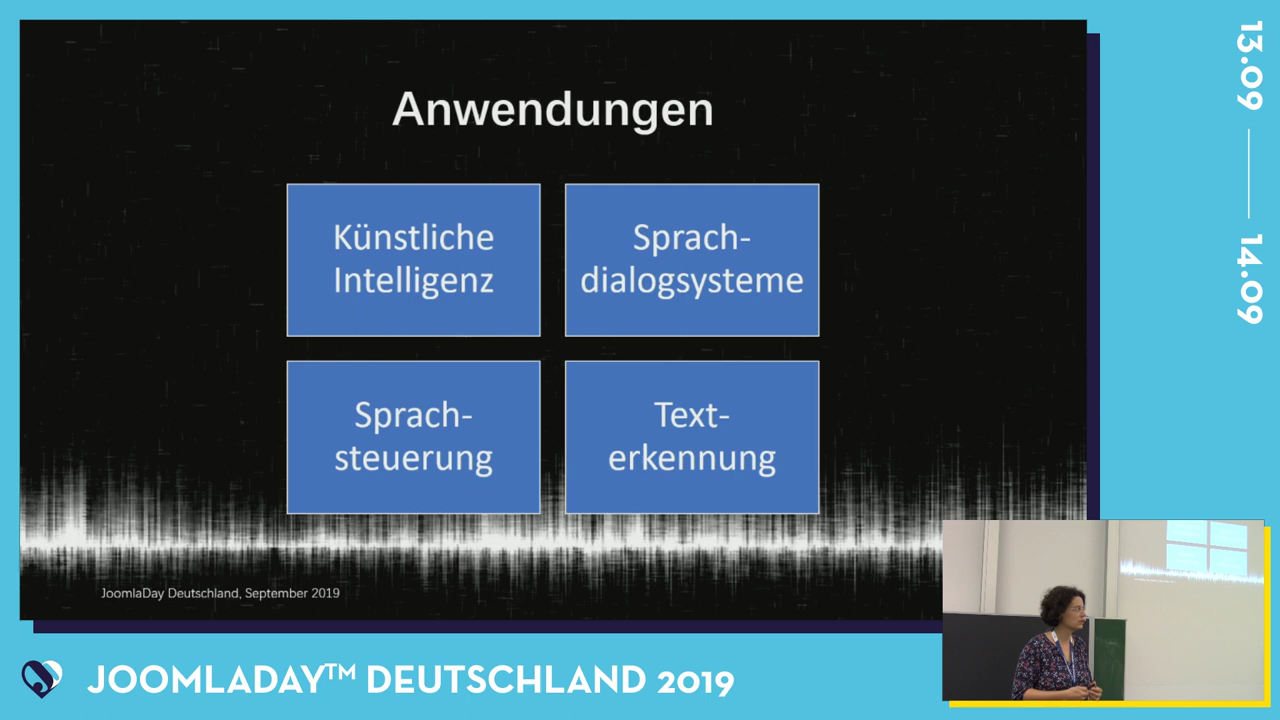 Anwendungen
Künstliche
Intelligenz
Sprach-
dialogsysteme
Sprach-
steuerung
Text-
erkennung
JoomlaDay Deutschland, September 2019
JOOMLADAY™ DEUTSCHLAND 2019
13.09
14.09